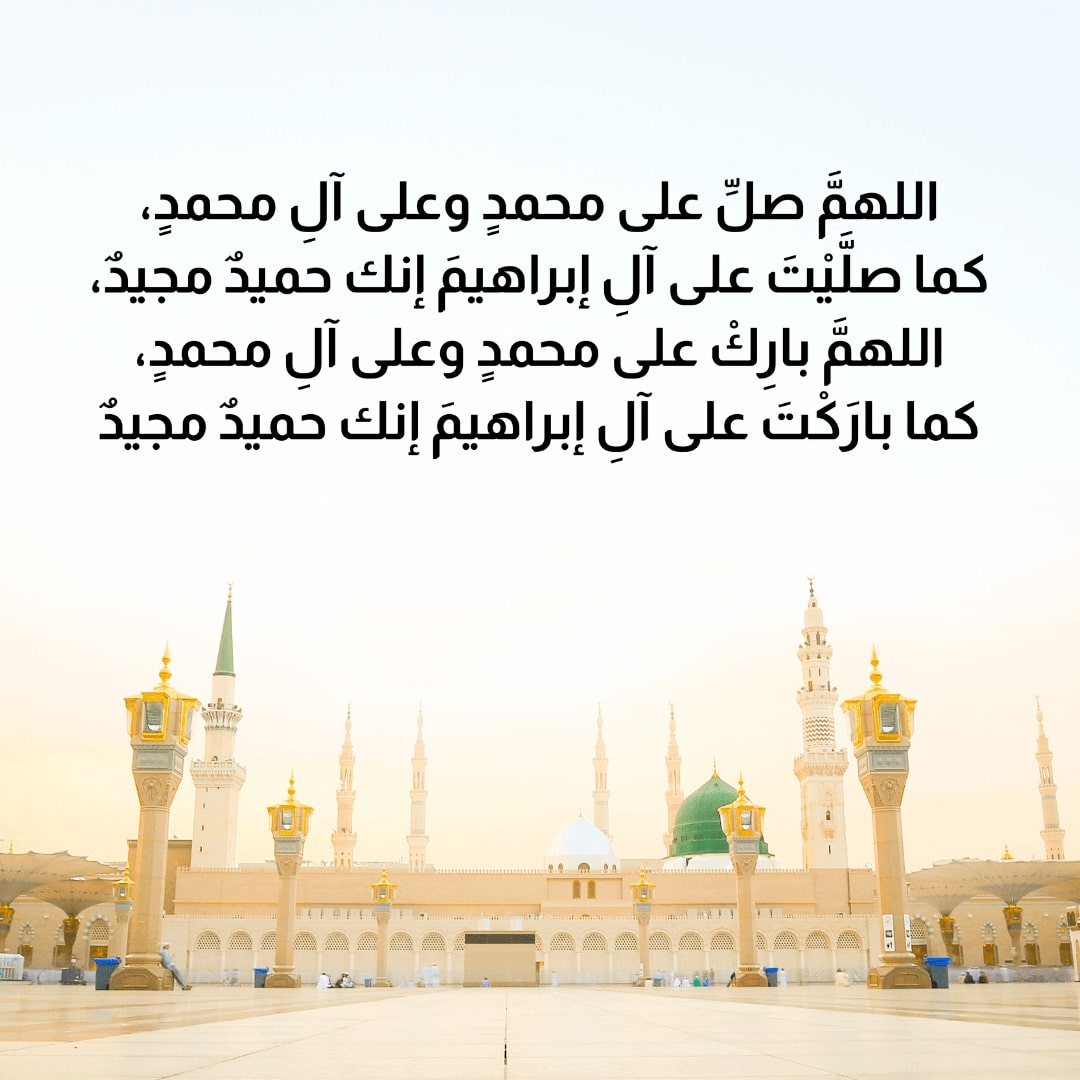 اللهمَّ صلِّ على محمدٍ وعلى آلِ محمدٍ،
كما صلَّيْتَ على آلِ إبراهيمَ إنك حميدٌ مجيدٌ،
اللهمَّ بارِكْ على محمدٍ وعلى آلِ محمدٍ،
كما بارَكْتَ على آلِ إبراهيمَ إنك حميدٌ مجيدٌ